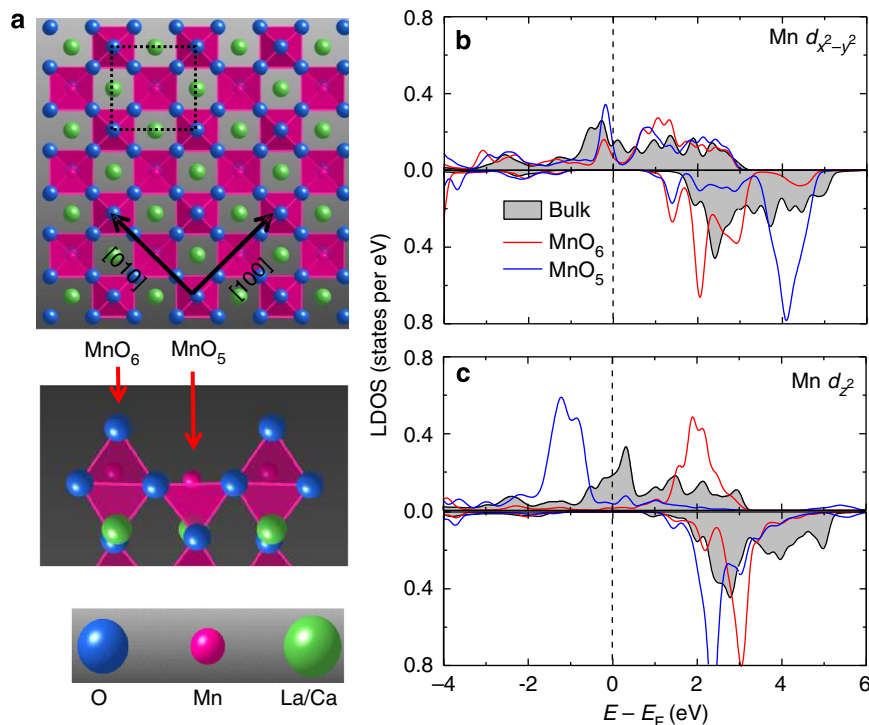 a
[010]
[100]
MnO6 MnO5
O Mn La/Ca
LDOS (states per eV)
b
Mn dx2–y2
0.8
0.4
0.0
0.4
0.8
Bulk
MnO6
MnO5
c
Mn dz2
0.8
0.4
0.0
0.4
0.8
–4 –2 0 2 4 6
E – EF (eV)